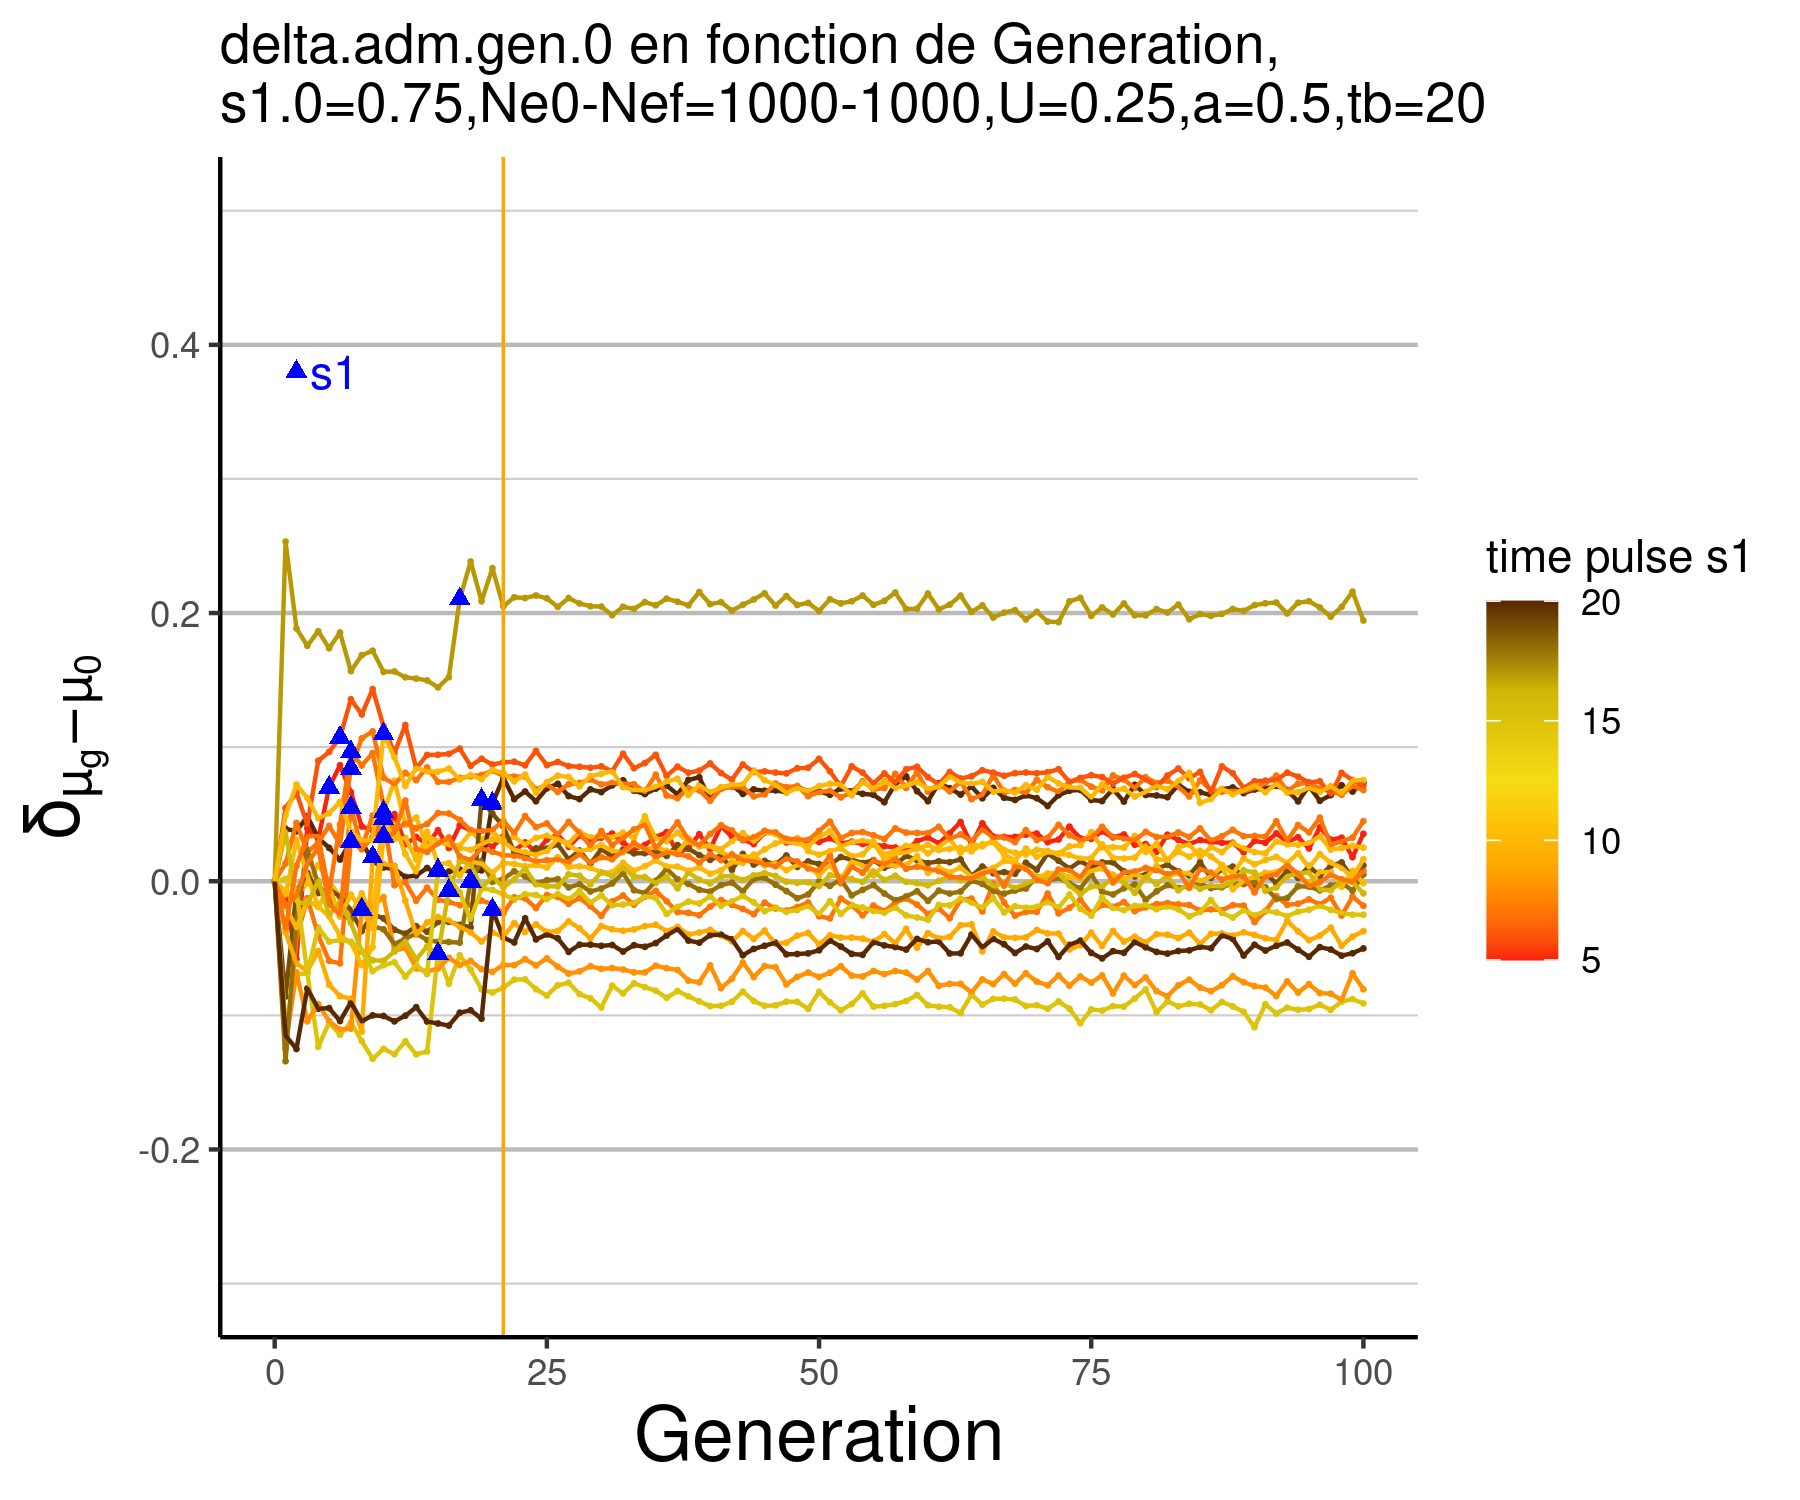 delta.adm.gen.0 en fonction de Generation,
s1.0=0.75,Ne0-Nef=1000-1000,U=0.25,a=0.5,tb=20
δμg−μ0
0.4
0.2
0.0
-0.2
s1
0
25
50
75
100
Generation
time pulse s1
20
15
10
5